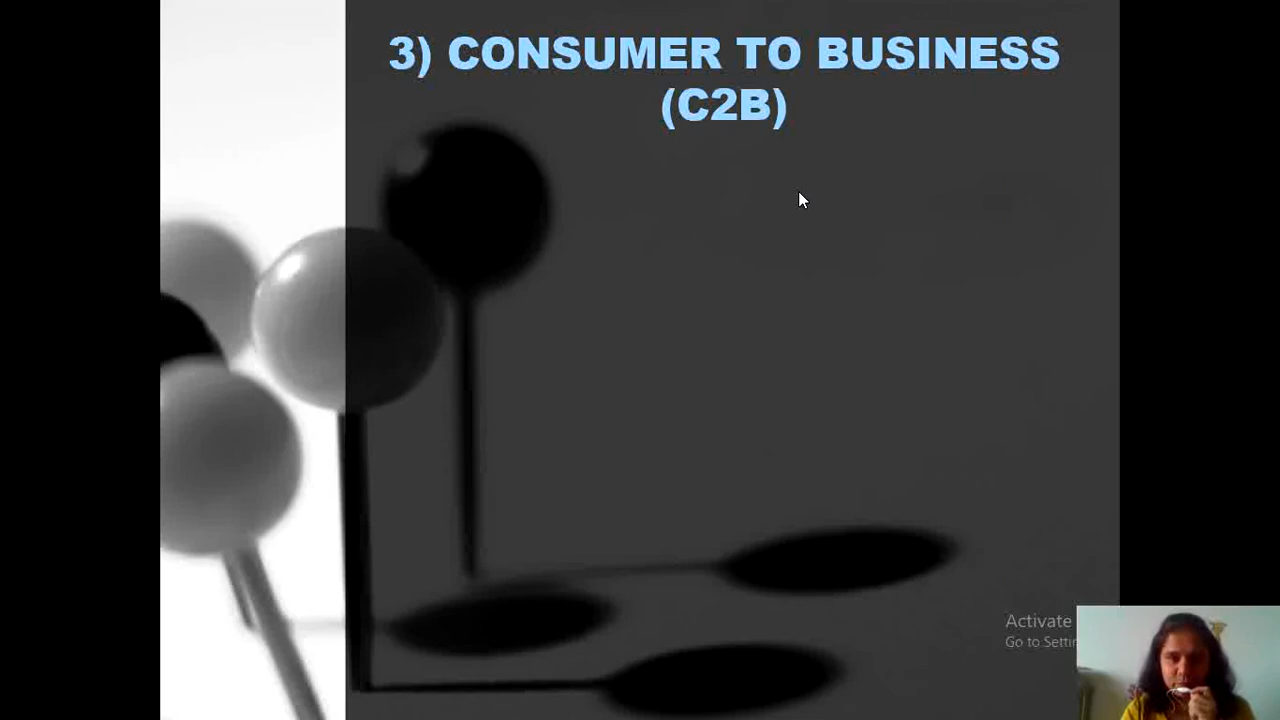 3) CONSUMER TO BUSINESS
(C2B)
Activate
Go to Settin